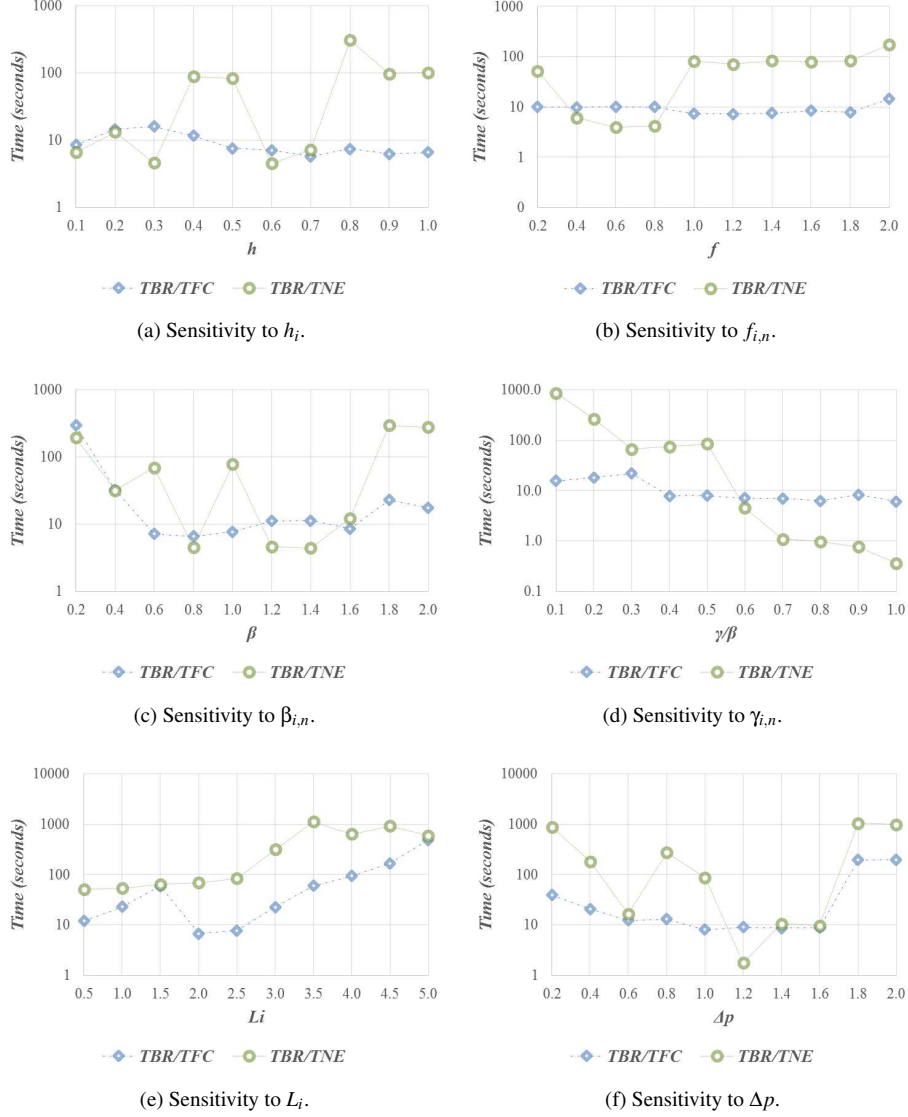 1000
100
10
1
Time (seconds)
0.1 0.2 0.3 0.4 0.5 0.6 0.7 0.8 0.9 1.0
h
TBR/TFC TBR/TNE
(a) Sensitivity to h_i.
1000
100
10
1
0
Time (seconds)
0.2 0.4 0.6 0.8 1.0 1.2 1.4 1.6 1.8 2.0
f
TBR/TFC TBR/TNE
(b) Sensitivity to f_{i,n}.
1000
100
10
1
Time (seconds)
0.2 0.4 0.6 0.8 1.0 1.2 1.4 1.6 1.8 2.0
β
TBR/TFC TBR/TNE
(c) Sensitivity to β_{i,n}.
1000.0
100.0
10.0
1.0
0.1
Time (seconds)
0.1 0.2 0.3 0.4 0.5 0.6 0.7 0.8 0.9 1.0
γ/β
TBR/TFC TBR/TNE
(d) Sensitivity to γ_{i,n}.
10000
1000
100
10
1
Time (seconds)
0.5 1.0 1.5 2.0 2.5 3.0 3.5 4.0 4.5 5.0
Li
TBR/TFC TBR/TNE
(e) Sensitivity to L_i.
10000
1000
100
10
1
Time (seconds)
0.2 0.4 0.6 0.8 1.0 1.2 1.4 1.6 1.8 2.0
Δp
TBR/TFC TBR/TNE
(f) Sensitivity to Δp.